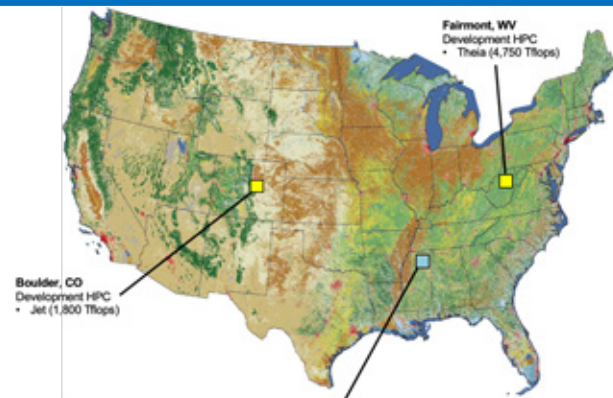 Fairmont, WV
Development HPC
• Theia (4,750 Tflops)
Boulder, CO
Development HPC
• Jet (1,800 Tflops)